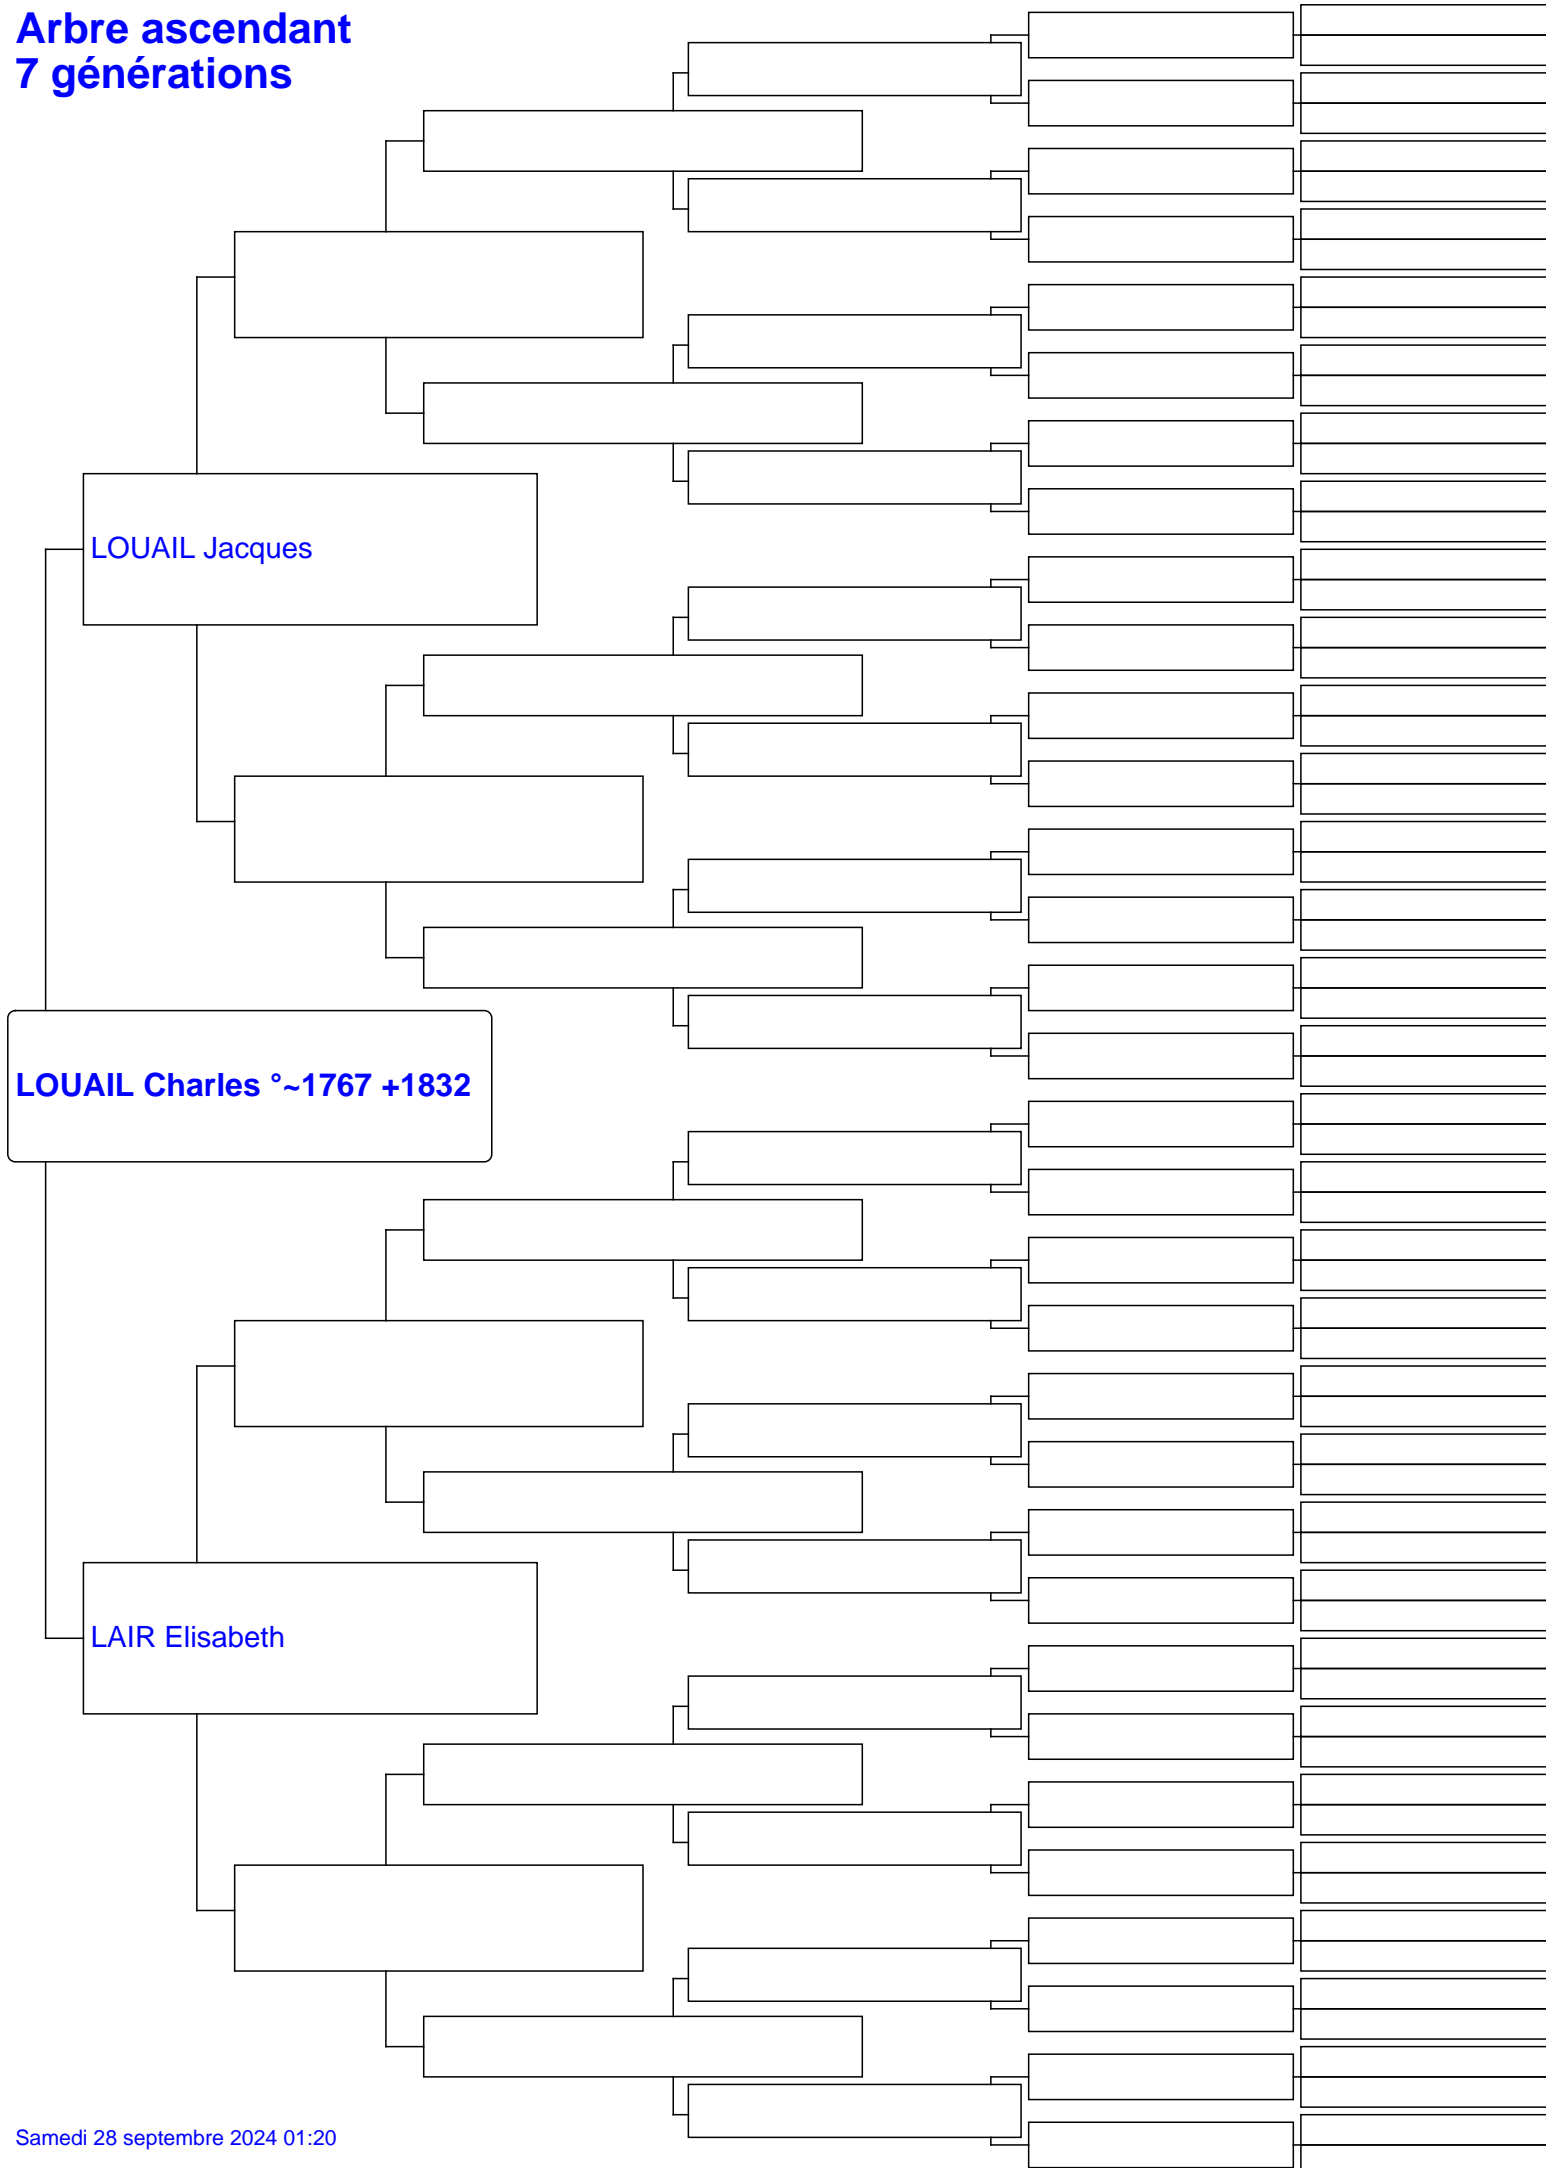 Arbre ascendant
7 générations
LOUAIL Jacques
LOUAIL Charles °~1767 +1832
LAIR Elisabeth
Samedi 28 septembre 2024 01:20